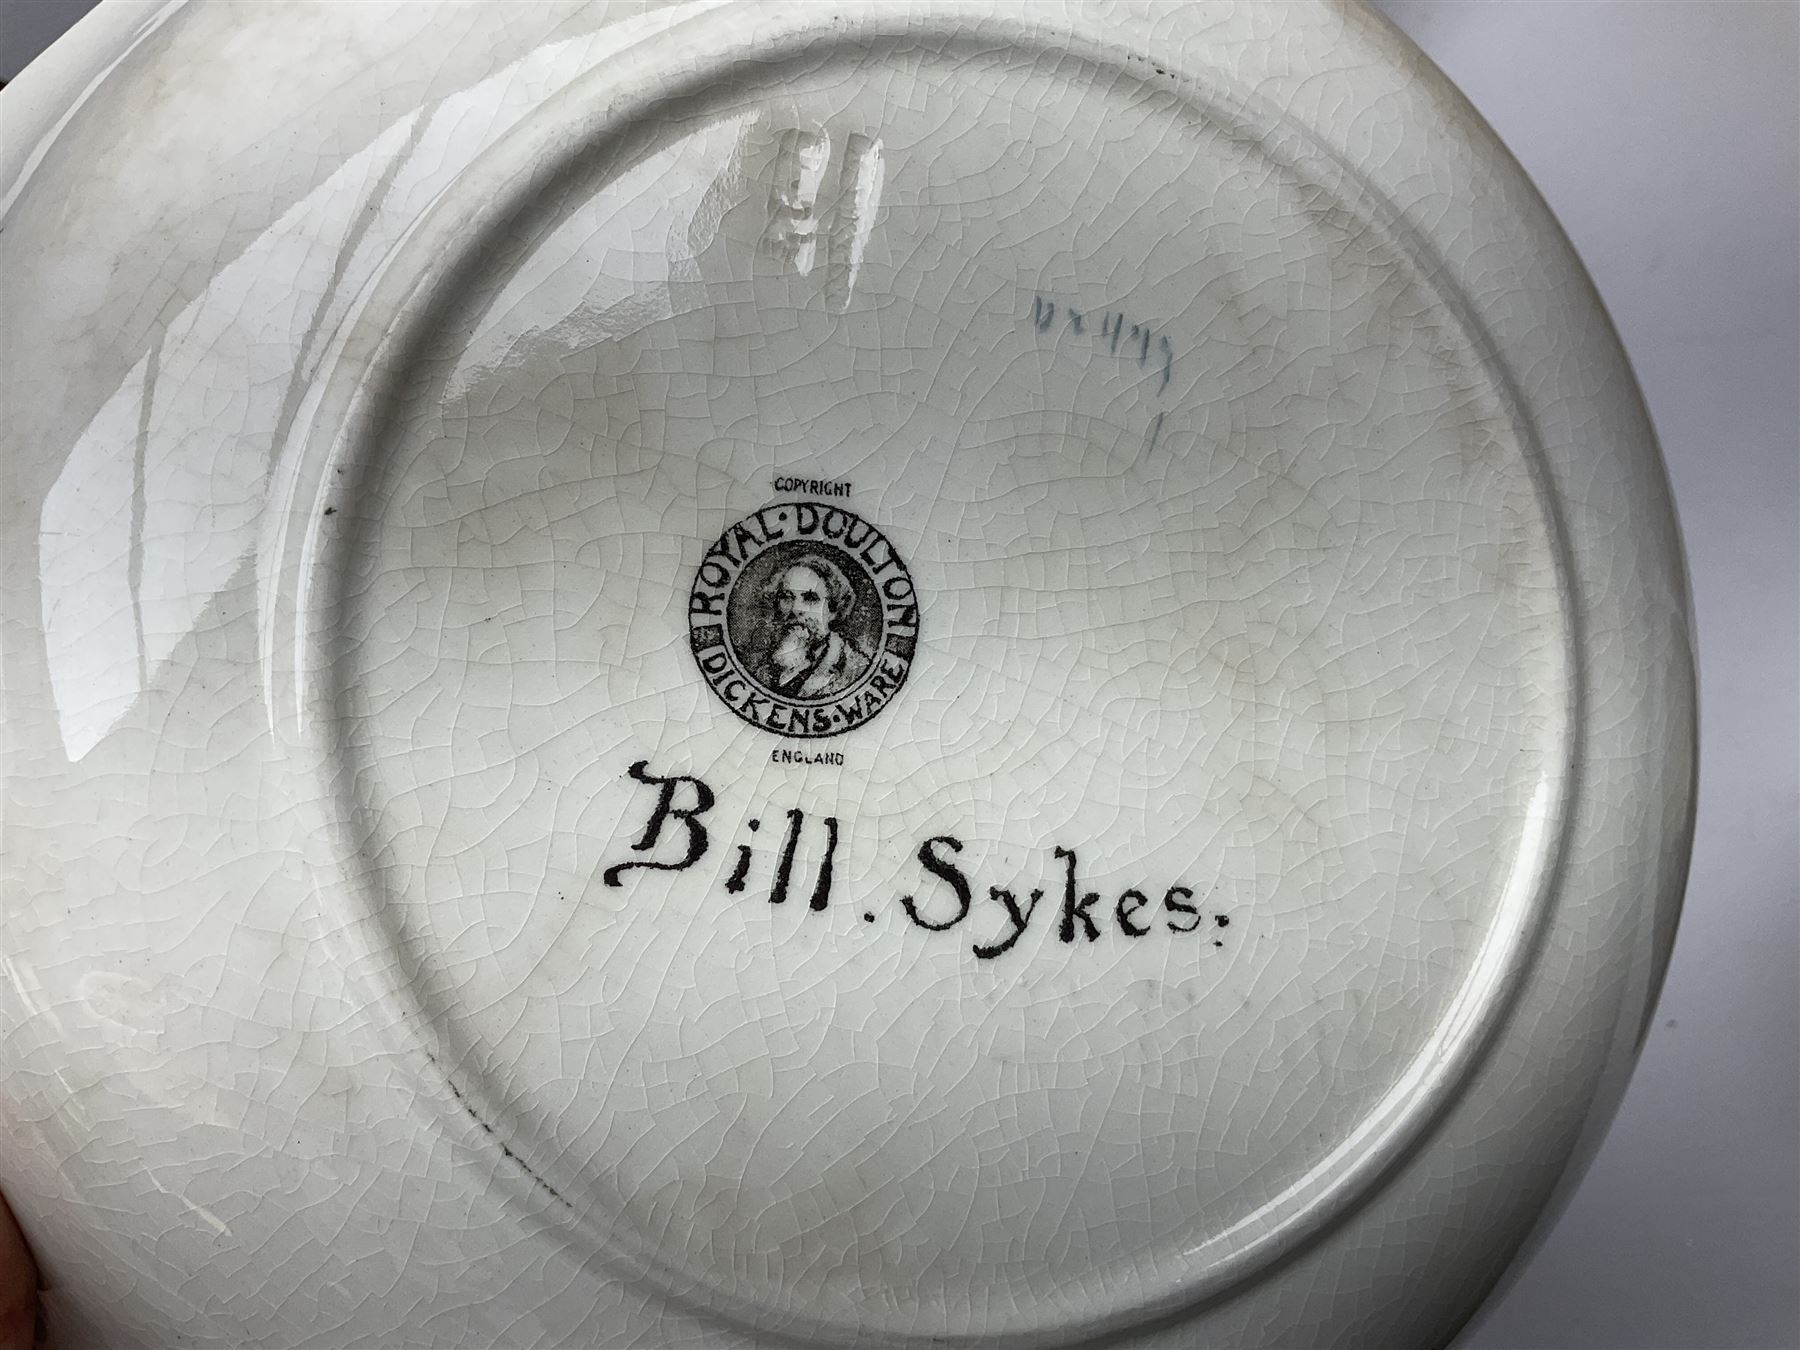 COPYRIGHT
ROYAL·DOULTON
DICKENS·WARE
ENGLAND
Bill. Sykes.